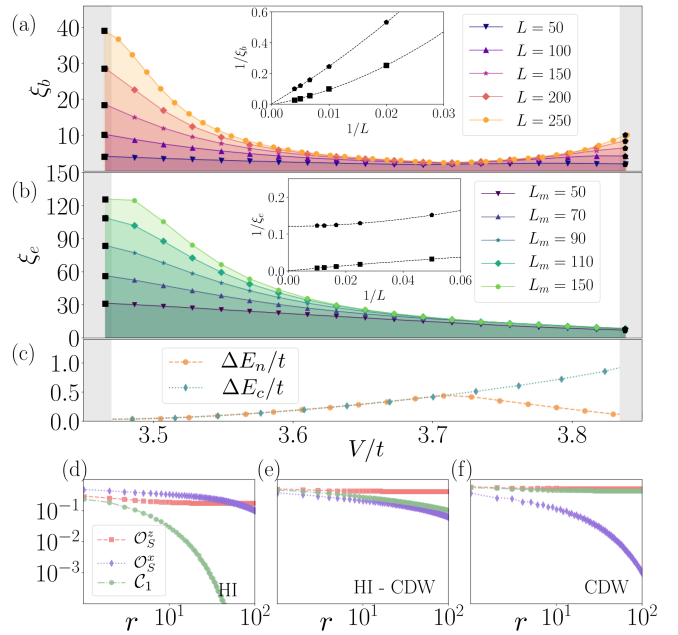 (a)
ξ_b
40
30
20
10
1/ξ_b
0.6
0.4
0.2
0.0
0.00 0.01 0.02 0.03
1/L
L = 50
L = 100
L = 150
L = 200
L = 250
(b)
ξ_e
150
120
90
60
30
0
1/ξ_e
0.2
0.1
0.0
0.00 0.02 0.04 0.06
1/L
L_m = 50
L_m = 70
L_m = 90
L_m = 110
L_m = 150
(c)
1.0
0.5
0.0
ΔE_n/t
ΔE_c/t
3.5 3.6 3.7 3.8
V/t
(d) (e) (f)
10^{-1}
10^{-2}
10^{-3}
O_S^z
O_S^x
C_1
HI HI - CDW CDW
r 10^1 10^2 r 10^1 10^2 r 10^1 10^2